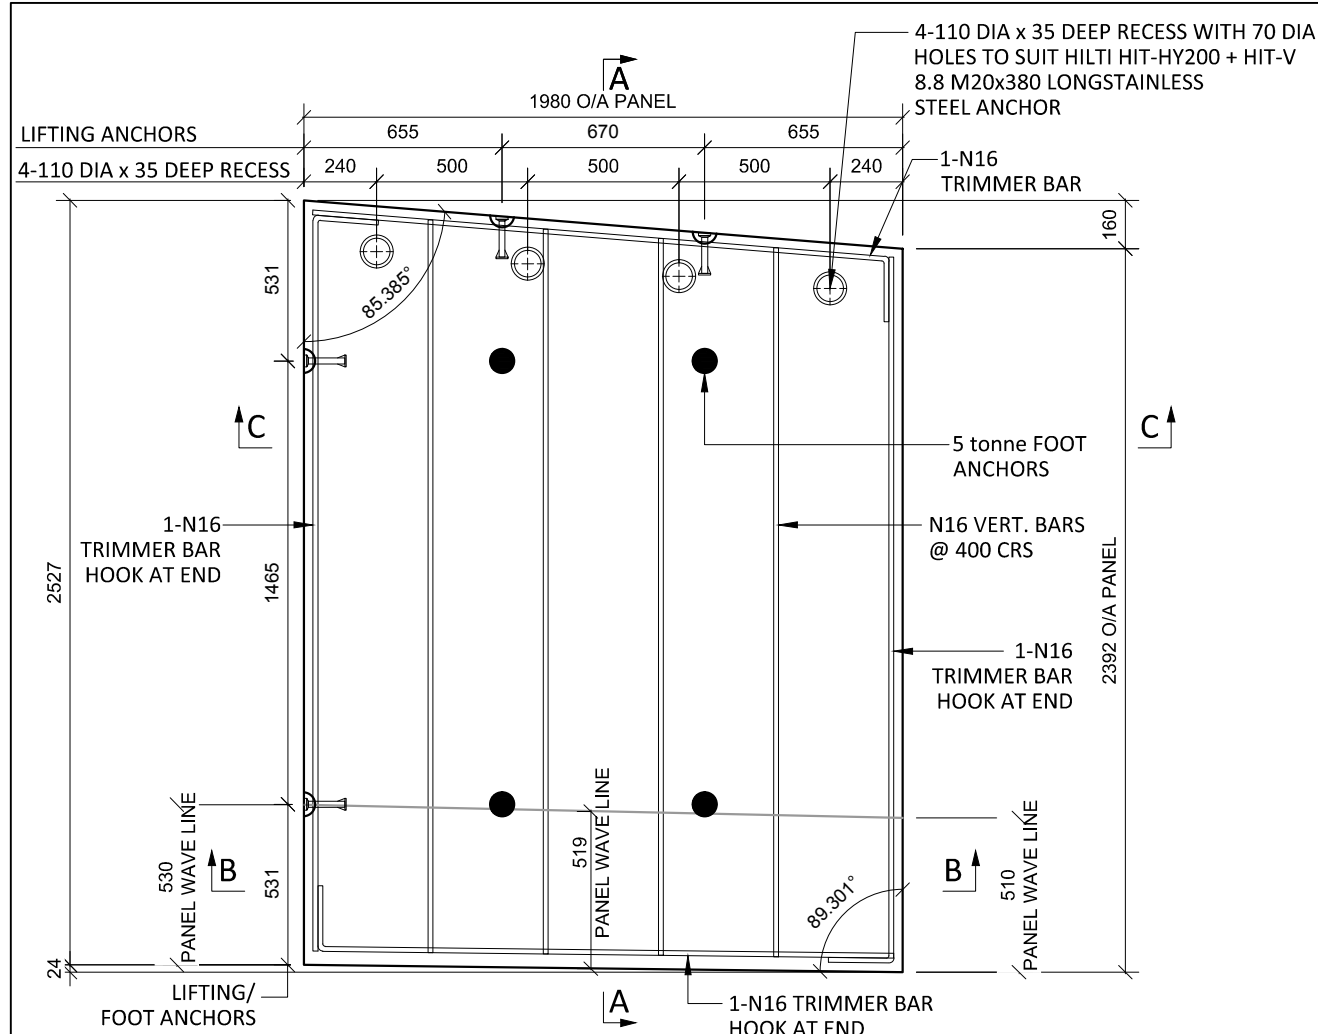 4-110 DIA x 35 DEEP RECESS WITH 70 DIA
HOLES TO SUIT HILTI HIT-HY200 + HIT-V
8.8 M20x380 LONGSTAINLESS
STEEL ANCHOR
A
1980 O/A PANEL
LIFTING ANCHORS
655
670
655
4-110 DIA x 35 DEEP RECESS
240
500
500
500
240
1-N16
TRIMMER BAR
160
531
85.385°
C
C
5 tonne FOOT
ANCHORS
1-N16
TRIMMER BAR
HOOK AT END
N16 VERT. BARS
@ 400 CRS
2527
1465
2392 O/A PANEL
1-N16
TRIMMER BAR
HOOK AT END
530
PANEL WAVE LINE
B
531
519
PANEL WAVE LINE
89.301°
B
510
PANEL WAVE LINE
24
LIFTING/
FOOT ANCHORS
A
1-N16 TRIMMER BAR
HOOK AT END